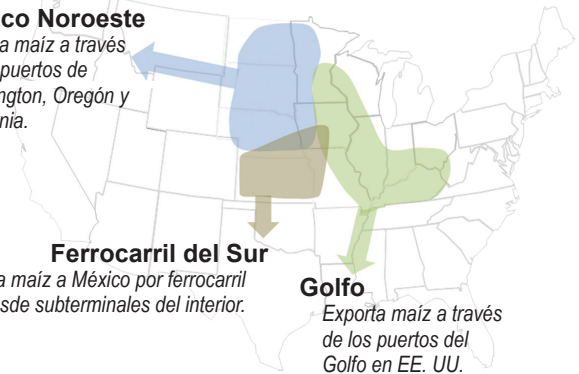 co Noroeste
a maíz a través
puertos de
ngton, Oregón y
nia.
Ferrocarril del Sur
a maíz a México por ferrocarril
sde subterminales del interior.
Golfo
Exporta maíz a través
de los puertos del
Golfo en EE. UU.